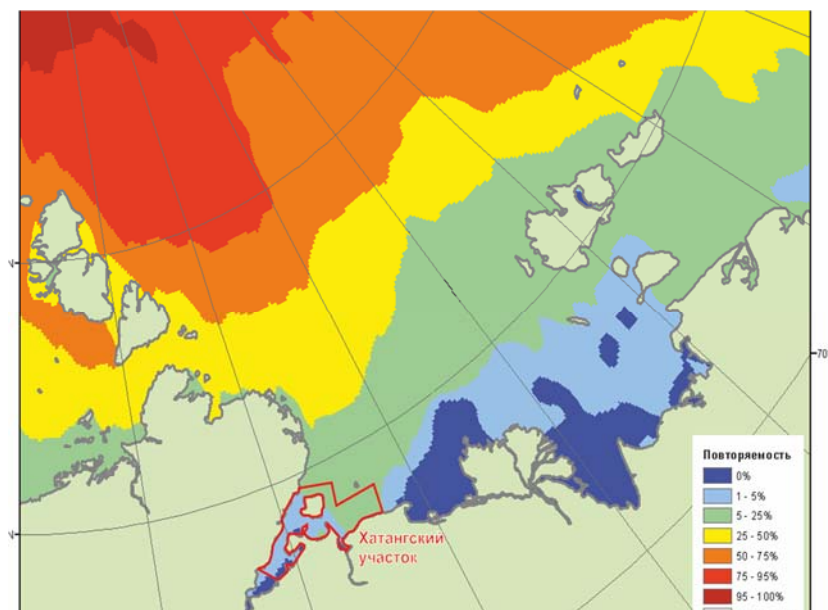 70
Хатангский
участок
Повторяемость
0%
1 - 5%
5 - 25%
25 - 50%
50 - 75%
75 - 95%
95 - 100%